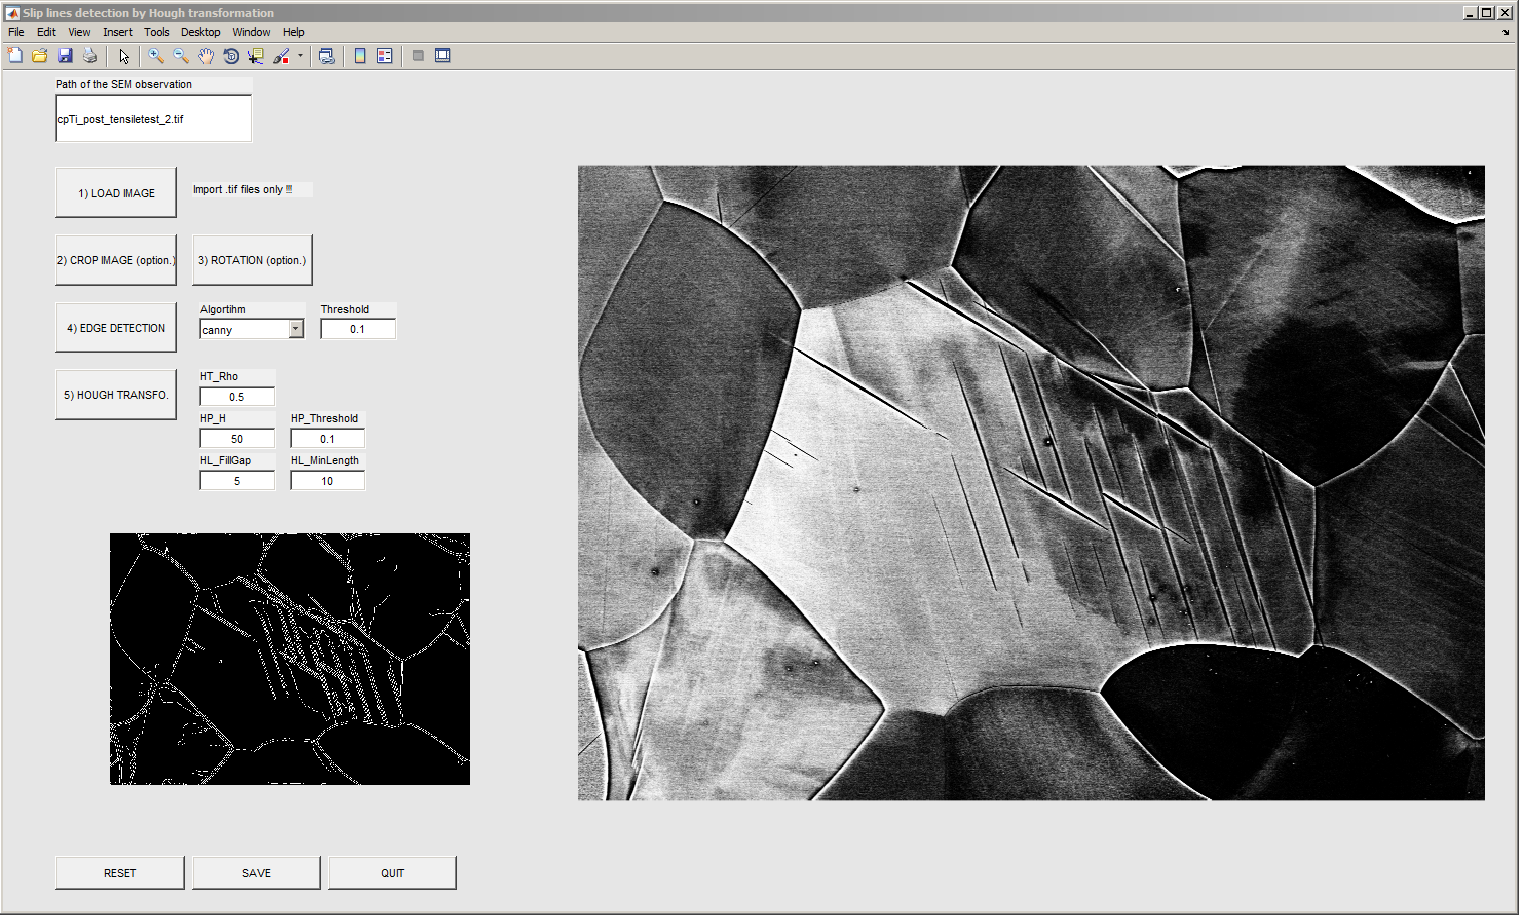 Slip lines detection by Hough transformation
File Edit View Insert Tools Desktop Window Help
Path of the SEM observation
cpTi_post_tensiletest_2.tif
1) LOAD IMAGE
Import .tif files only !!!
2) CROP IMAGE (option.)
3) ROTATION (option.)
4) EDGE DETECTION
Algortihm
canny
Threshold
0.1
5) HOUGH TRANSFO.
HT_Rho
0.5
HP_H
50
HP_Threshold
0.1
HL_FillGap
5
HL_MinLength
10
RESET
SAVE
QUIT